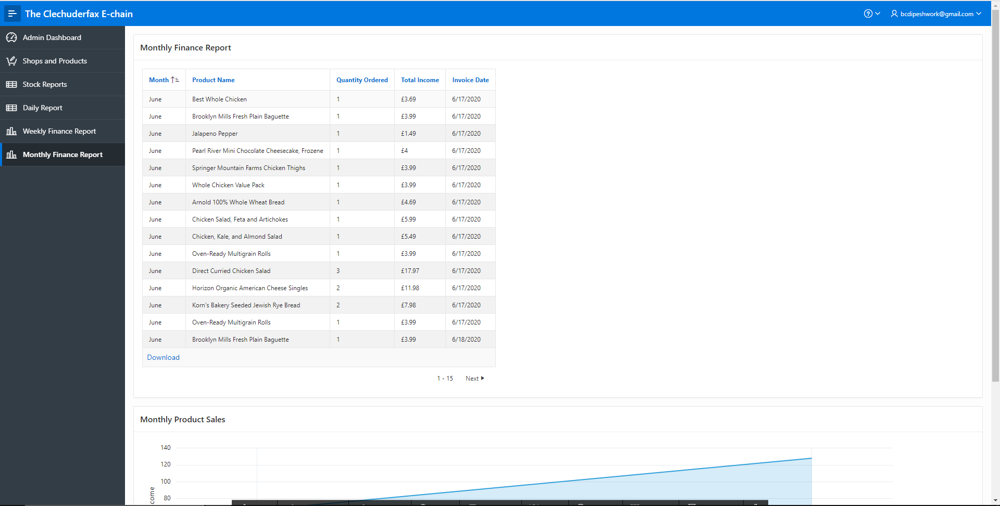 The Clechuderfax E-chain
bcdipeshwork@gmail.com
Admin Dashboard
Shops and Products
Stock Reports
Daily Report
Weekly Finance Report
Monthly Finance Report
Monthly Finance Report
Month Product Name Quantity Ordered Total Income Invoice Date
June Best Whole Chicken 1 £3.69 6/17/2020
June Brooklyn Mills Fresh Plain Baguette 1 £3.99 6/17/2020
June Jalapeno Pepper 1 £1.49 6/17/2020
June Pearl River Mini Chocolate Cheesecake, Frozene 1 £4 6/17/2020
June Springer Mountain Farms Chicken Thighs 1 £3.99 6/17/2020
June Whole Chicken Value Pack 1 £3.99 6/17/2020
June Arnold 100% Whole Wheat Bread 1 £4.69 6/17/2020
June Chicken Salad, Feta and Artichokes 1 £5.99 6/17/2020
June Chicken, Kale, and Almond Salad 1 £5.49 6/17/2020
June Oven-Ready Multigrain Rolls 1 £3.99 6/17/2020
June Direct Curried Chicken Salad 3 £17.97 6/17/2020
June Horizon Organic American Cheese Singles 2 £11.98 6/17/2020
June Korn's Bakery Seeded Jewish Rye Bread 2 £7.98 6/17/2020
June Oven-Ready Multigrain Rolls 1 £3.99 6/17/2020
June Brooklyn Mills Fresh Plain Baguette 1 £3.99 6/18/2020
Download
1 - 15 Next
Monthly Product Sales
140
120
100
80